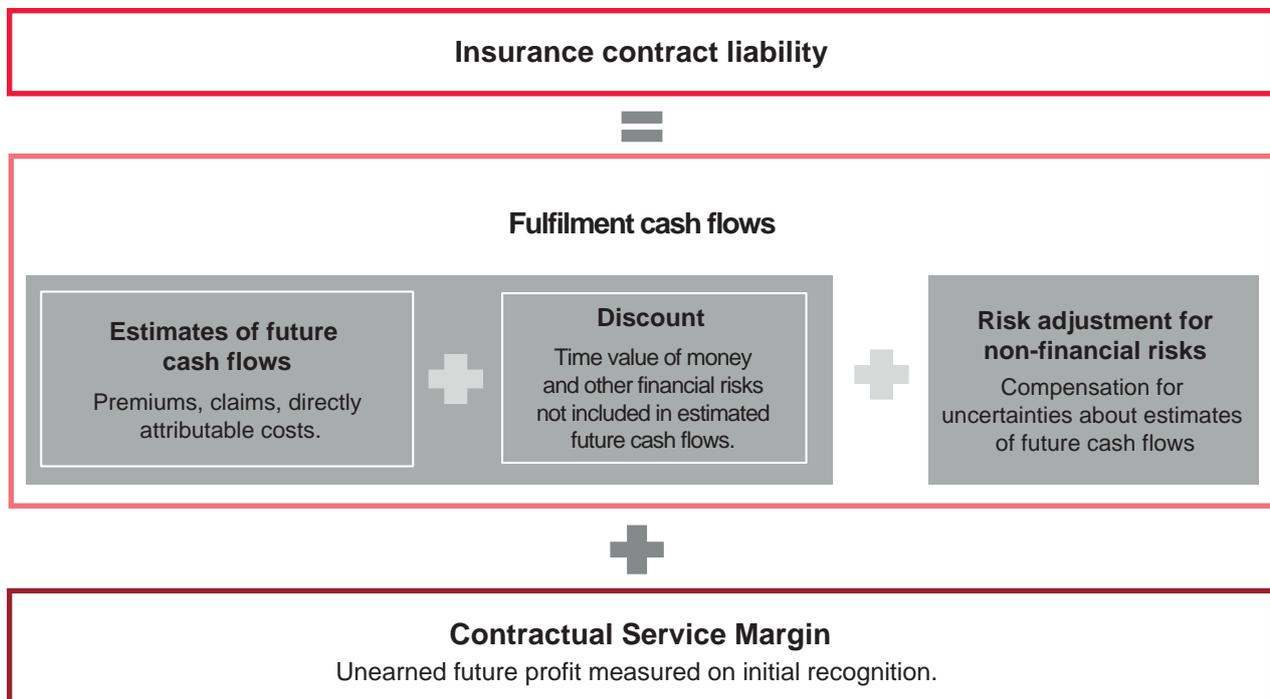 Insurance contract liability
=
Fulfilment cash flows
Estimates of future
cash flows
Premiums, claims, directly
attributable costs.
+
Discount
Time value of money
and other financial risks
not included in estimated
future cash flows.
+
Risk adjustment for
non-financial risks
Compensation for
uncertainties about estimates
of future cash flows
+
Contractual Service Margin
Unearned future profit measured on initial recognition.